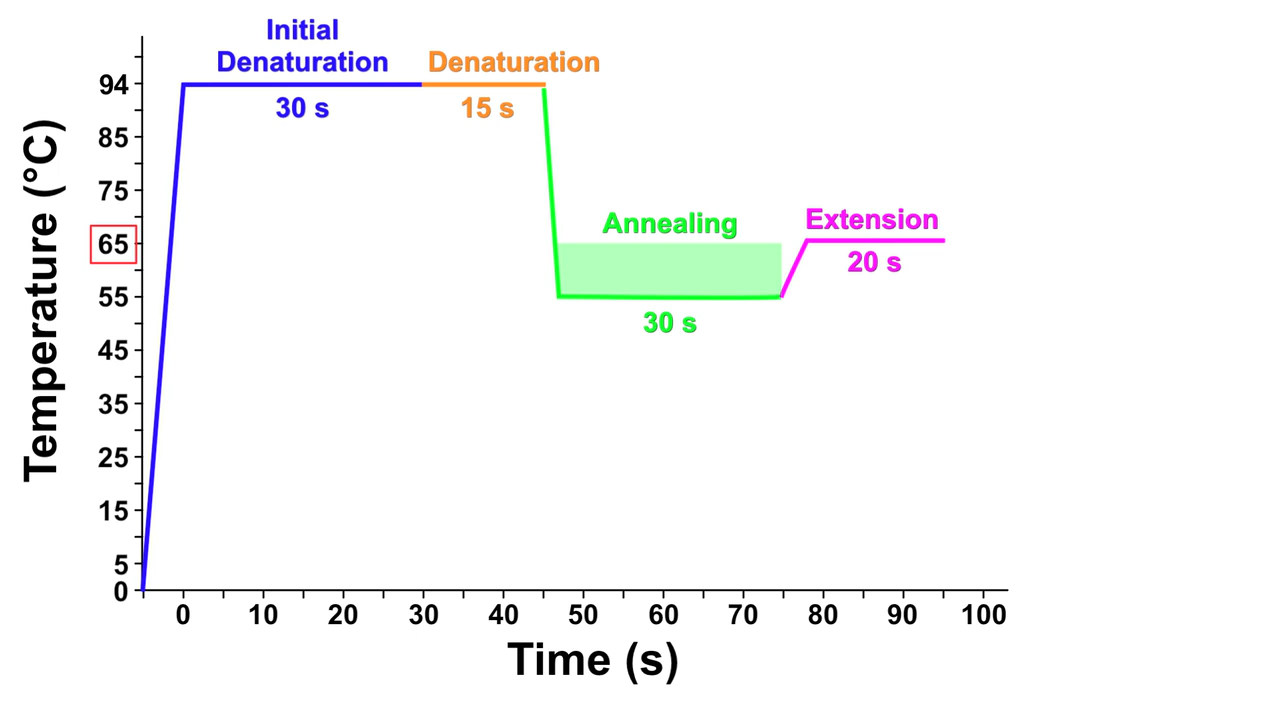 Initial
Denaturation
30 s
Denaturation
15 s
Annealing
30 s
Extension
20 s
Temperature (°C)
94
85
75
65
55
45
35
25
15
5
0
0 10 20 30 40 50 60 70 80 90 100
Time (s)